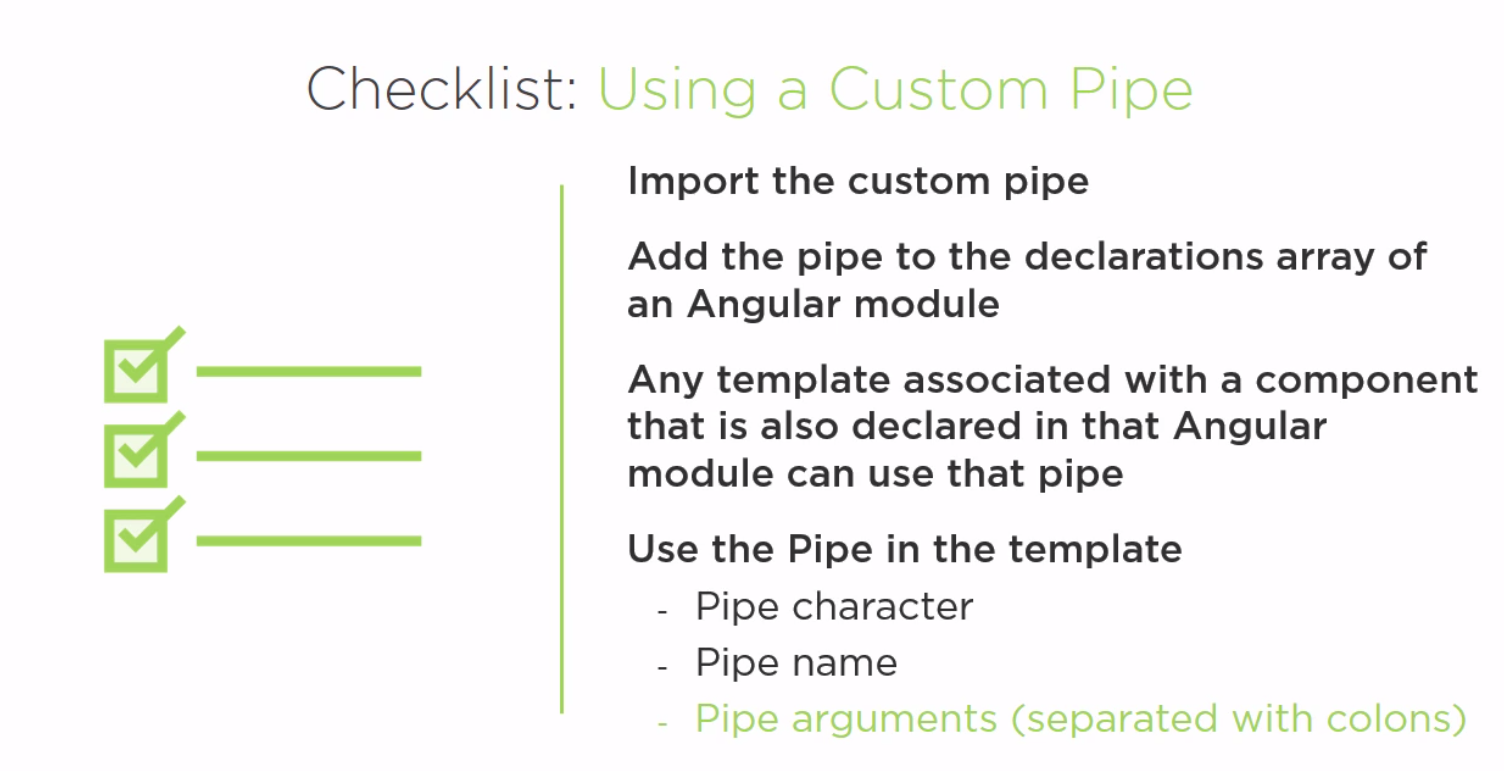 Checklist: Using a Custom Pipe
Import the custom pipe
Add the pipe to the declarations array of
an Angular module
Any template associated with a component
that is also declared in that Angular
module can use that pipe
Use the Pipe in the template
- Pipe character
- Pipe name
- Pipe arguments (separated with colons)